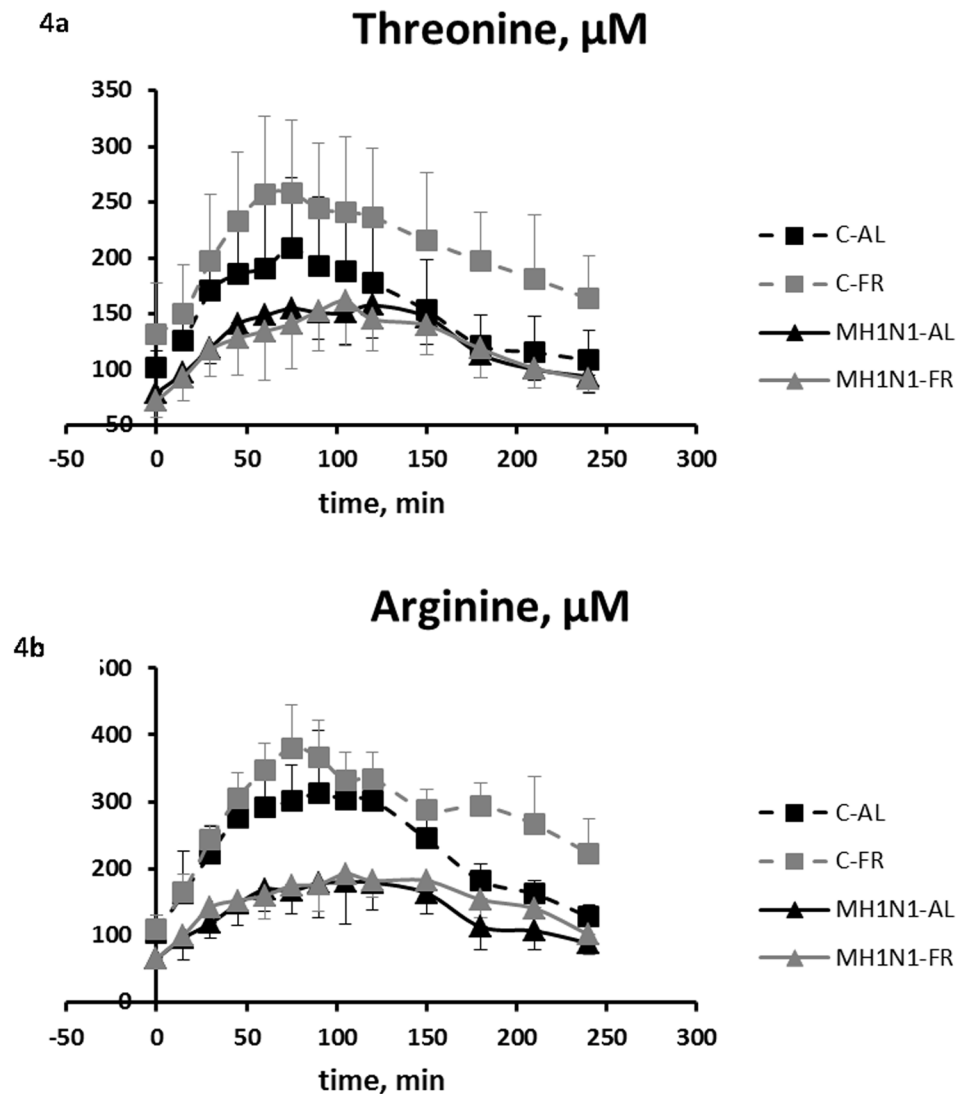 4a
Threonine, µM
350
300
250
200
150
100
50
-50 0 50 100 150 200 250 300
time, min
C-AL
C-FR
MH1N1-AL
MH1N1-FR
Arginine, µM
4b
500
400
300
200
100
0
-50 0 50 100 150 200 250 300
time, min
C-AL
C-FR
MH1N1-AL
MH1N1-FR